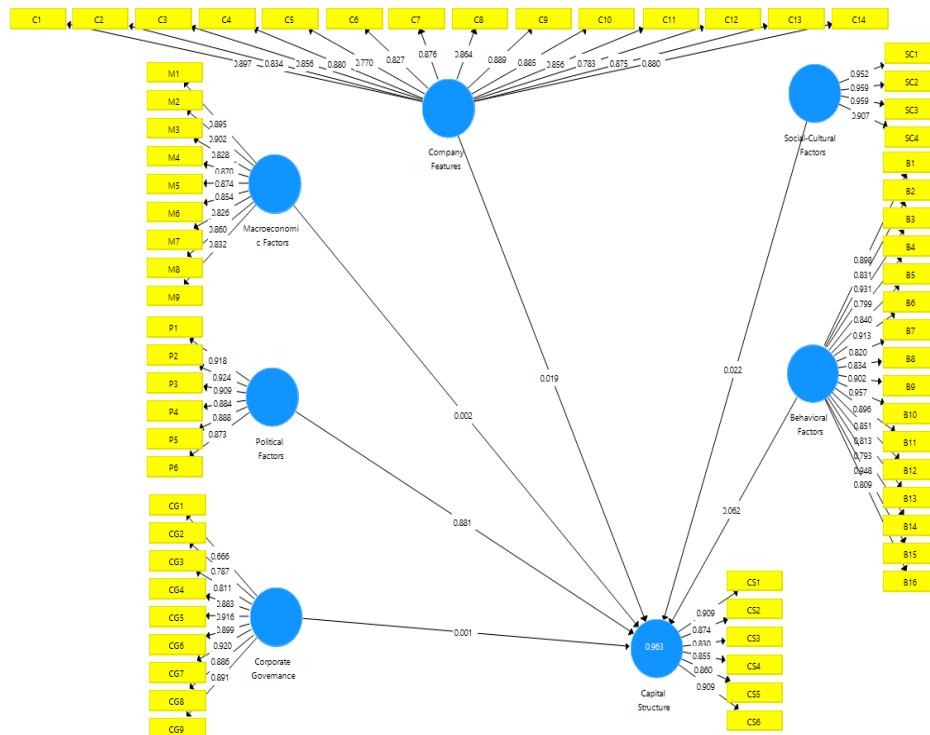 C1 C2 C3 C4 C5 C6 C7 C8 C9 C10 C11 C12 C13 C14
0.897 0.834 0.856 0.880 0.770 0.827 0.876 0.864 0.889 0.885 0.856 0.783 0.875 0.880
Company
Features
M1
M2
M3
M4
M5
M6
M7
M8
M9
0.895
0.902
0.828
0.870
0.874
0.854
0.826
0.860
0.832
Macroeconomi
c Factors
SC1
SC2
SC3
SC4
0.952
0.959
0.959
0.907
Social-Cultural
Factors
P1
P2
P3
P4
P5
P6
0.918
0.924
0.909
0.884
0.888
0.873
Political
Factors
B1
B2
B3
B4
B5
B6
B7
B8
B9
B10
B11
B12
B13
B14
B15
B16
0.898
0.831
0.931
0.799
0.840
0.913
0.820
0.834
0.902
0.957
0.896
0.851
0.813
0.793
0.948
0.809
Behavioral
Factors
0.019
0.022
0.002
0.062
0.881
0.001
CG1
CG2
CG3
CG4
CG5
CG6
CG7
CG8
CG9
0.666
0.787
0.811
0.883
0.916
0.899
0.920
0.886
0.891
Corporate
Governance
0.963
Capital
Structure
0.909
0.874
0.830
0.855
0.860
0.909
CS1
CS2
CS3
CS4
CS5
CS6